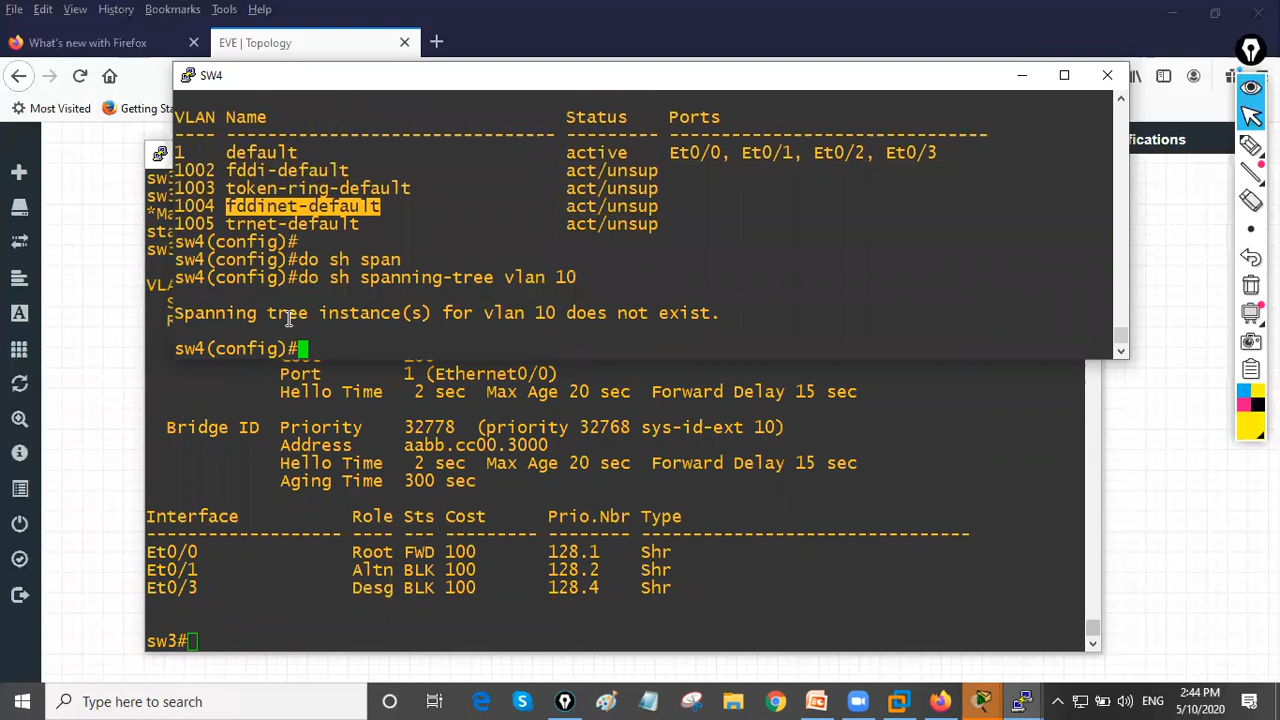 File Edit View History Bookmarks Tools Help
What's new with Firefox
EVE | Topology
Most Visited
Getting Sta
SW4
VLAN Name Status Ports
---- -------------------------------- --------- -------------------------------
1 default active Et0/0, Et0/1, Et0/2, Et0/3
1002 fddi-default act/unsup
1003 token-ring-default act/unsup
1004 fddinet-default act/unsup
1005 trnet-default act/unsup
sw4(config)#
sw4(config)#do sh span
sw4(config)#do sh spanning-tree vlan 10
Spanning tree instance(s) for vlan 10 does not exist.
sw4(config)#
Port 1 (Ethernet0/0)
Hello Time 2 sec Max Age 20 sec Forward Delay 15 sec
Bridge ID Priority 32778 (priority 32768 sys-id-ext 10)
Address aabb.cc00.3000
Hello Time 2 sec Max Age 20 sec Forward Delay 15 sec
Aging Time 300 sec
Interface Role Sts Cost Prio.Nbr Type
------------------- ---- --- --------- -------- --------------------------------
Et0/0 Root FWD 100 128.1 Shr
Et0/1 Altn BLK 100 128.2 Shr
Et0/3 Desg BLK 100 128.4 Shr
sw3#
Type here to search
ENG
2:44 PM
5/10/2020